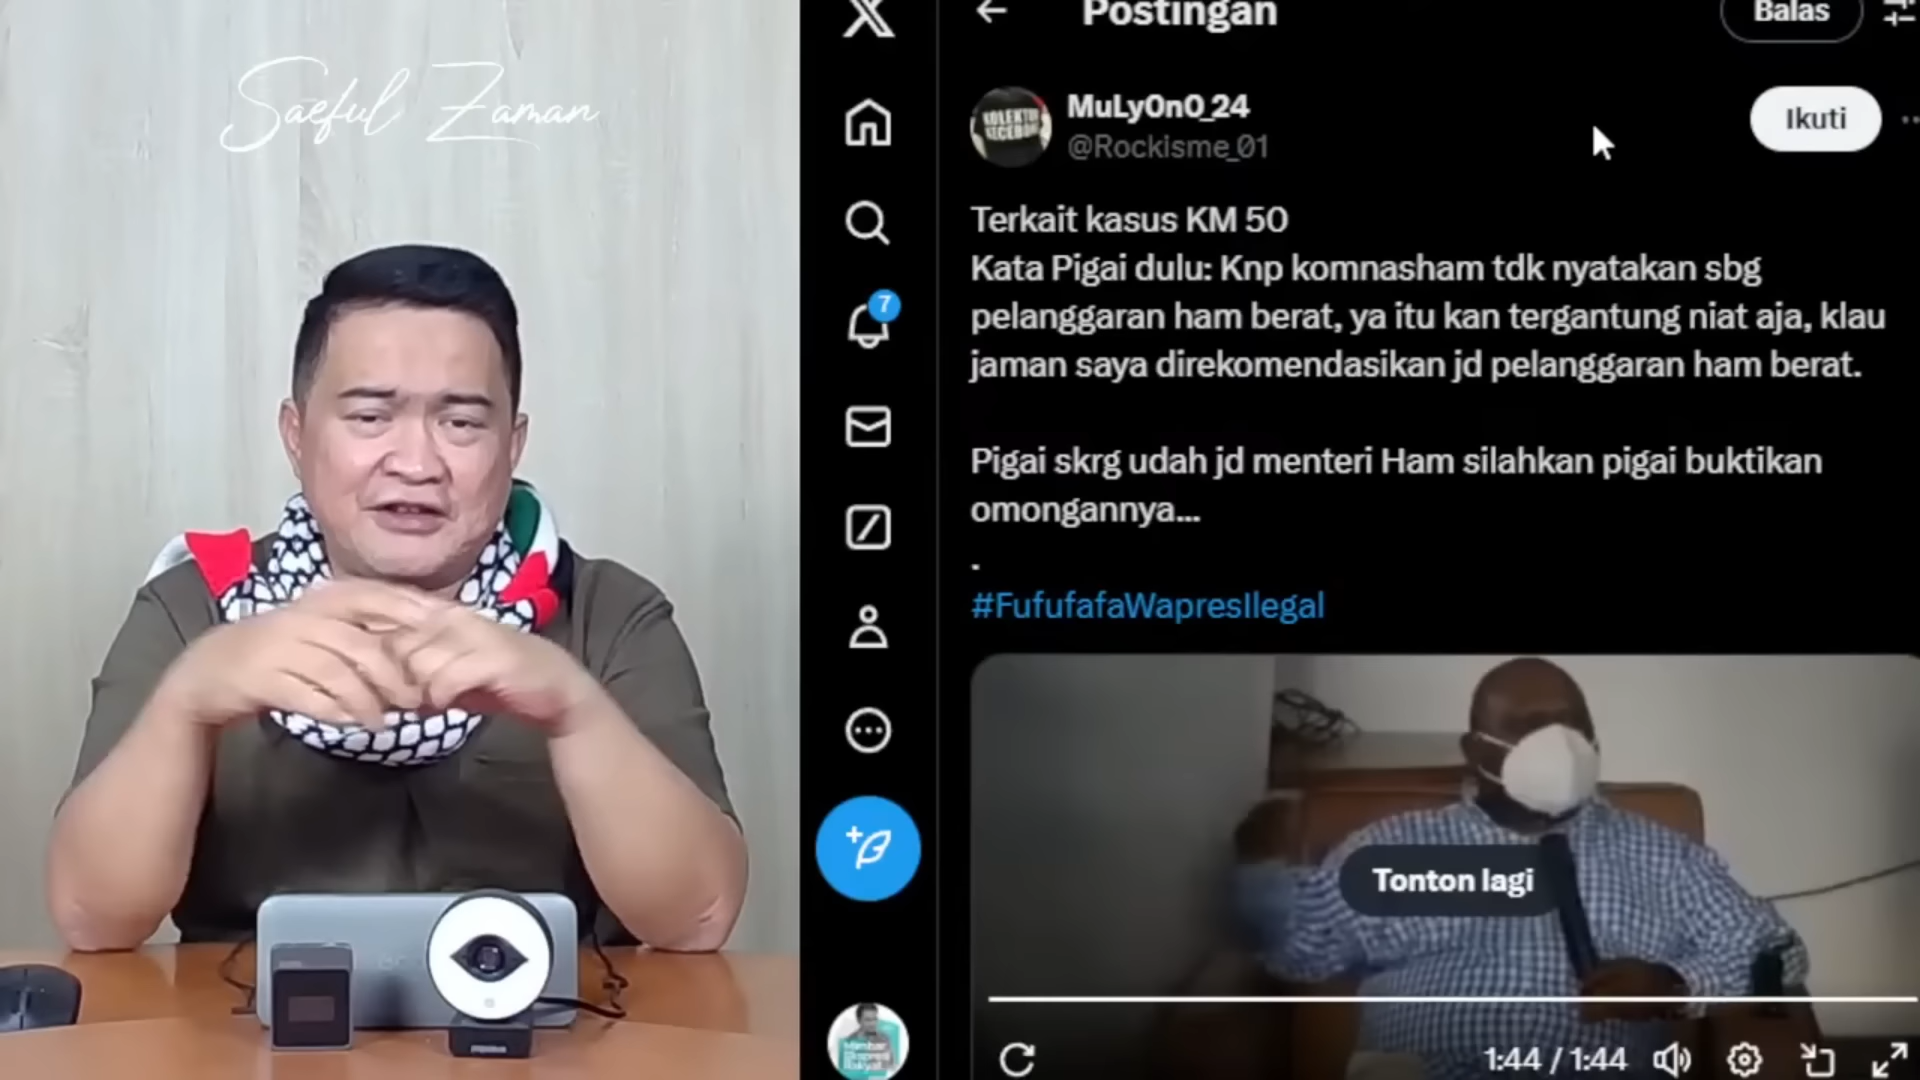 Saeful Zaman
Postingan
Balas
MuLyOnO_24
@Rockisme_01
Ikuti
7
Terkait kasus KM 50
Kata Pigai dulu: Knp komnasham tdk nyatakan sbg
pelanggaran ham berat, ya itu kan tergantung niat aja, klau
jaman saya direkomendasikan jd pelanggaran ham berat.
Pigai skrg udah jd menteri Ham silahkan pigai buktikan
omongannya...
.
#FufufafaWapresIlegal
Tonton lagi
1:44 / 1:44